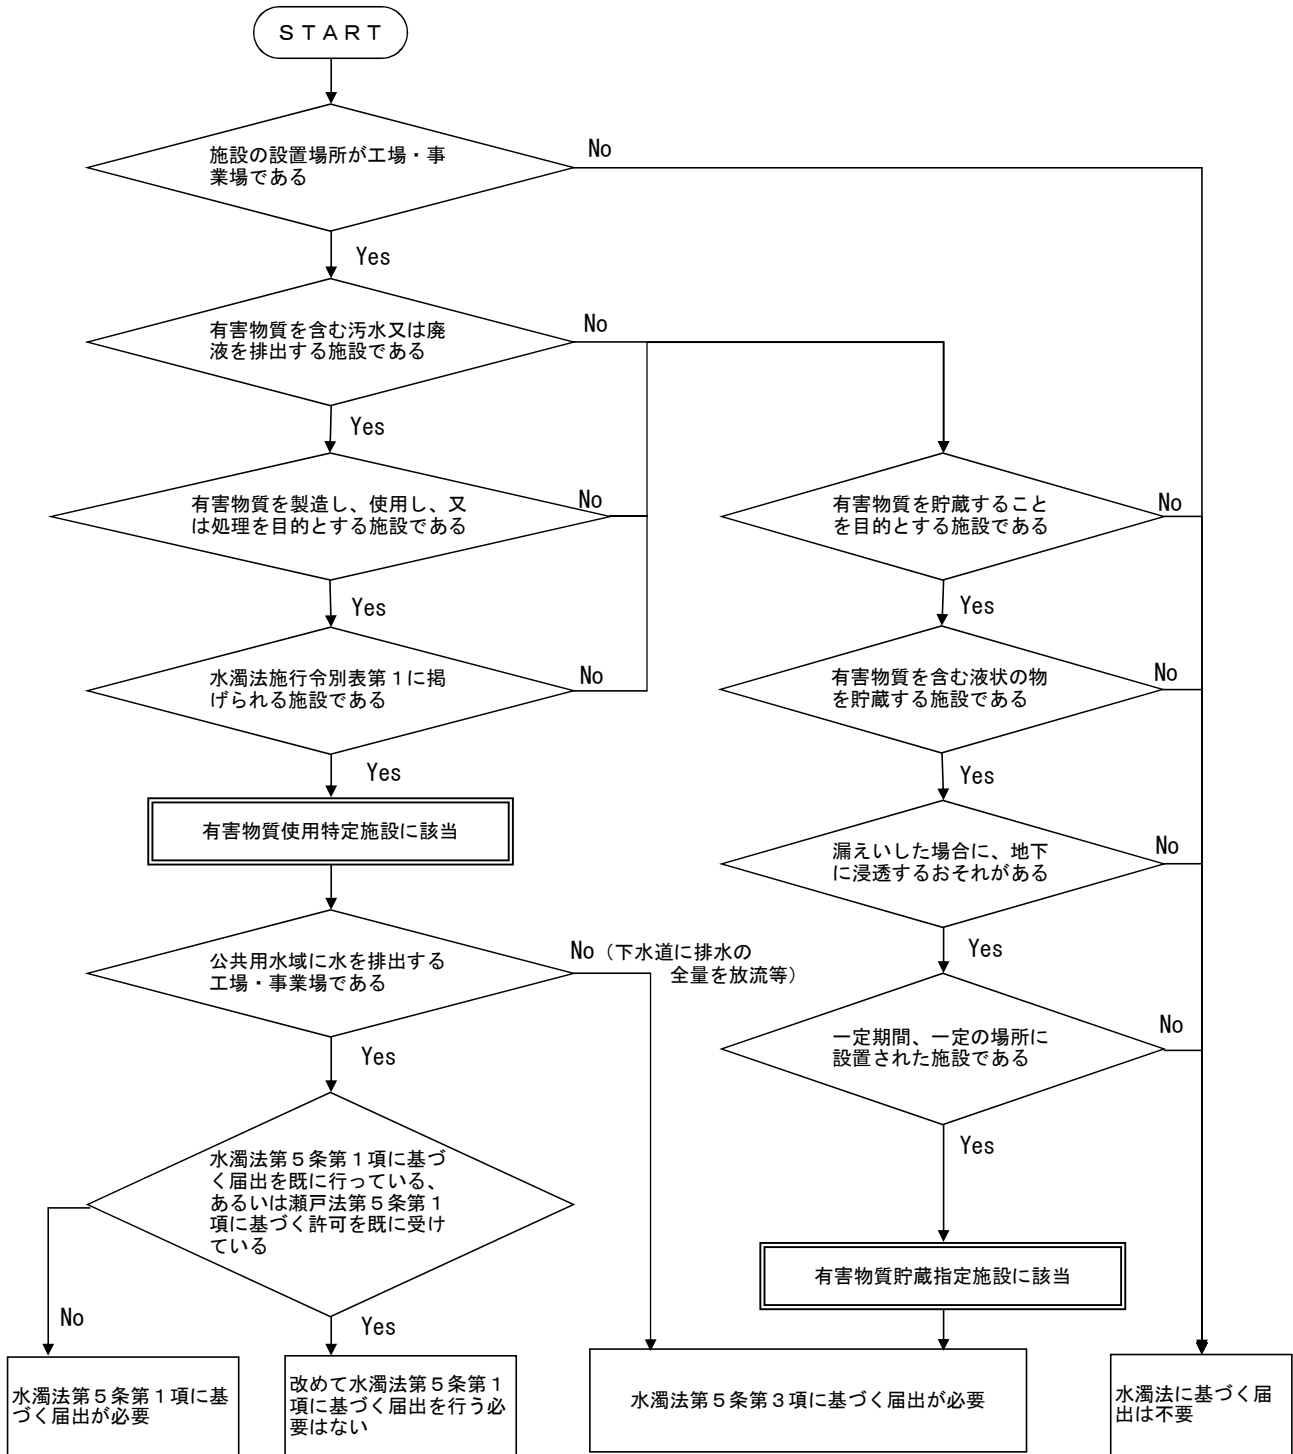 ＳＴＡＲＴ
施設の設置場所が工場・事
業場である
No
Yes
有害物質を含む汚水又は廃
液を排出する施設である
No
Yes
有害物質を製造し、使用し、又
は処理を目的とする施設である
No
Yes
水濁法施行令別表第１に掲
げられる施設である
No
Yes
有害物質使用特定施設に該当
公共用水域に水を排出する
工場・事業場である
No（下水道に排水の
全量を放流等）
Yes
水濁法第５条第１項に基づ
く届出を既に行っている、
あるいは瀬戸法第５条第１
項に基づく許可を既に受け
ている
No
Yes
水濁法第５条第１項に基
づく届出が必要
改めて水濁法第５条第１
項に基づく届出を行う必
要はない
有害物質を貯蔵すること
を目的とする施設である
No
Yes
有害物質を含む液状の物
を貯蔵する施設である
No
Yes
漏えいした場合に、地下
に浸透するおそれがある
No
Yes
一定期間、一定の場所に
設置された施設である
No
Yes
有害物質貯蔵指定施設に該当
水濁法第５条第３項に基づく届出が必要
水濁法に基づく届
出は不要